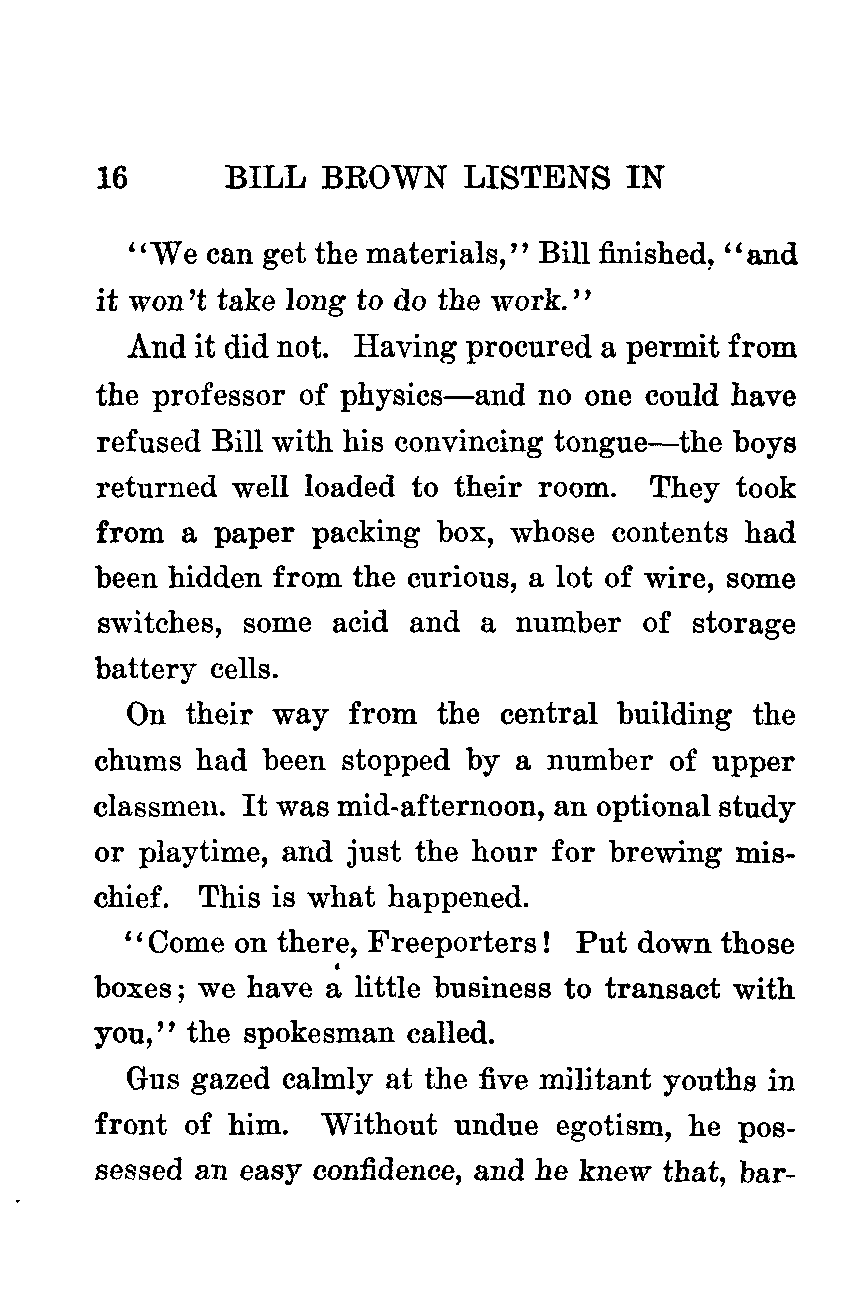 16 BILL BROWN LISTENS IN
"We can get the materials," Bill finished, "and
it won't take long to do the work."
And it did not. Having procured a permit from
the professor of physics—and no one could have
refused Bill with his convincing tongue—the boys
returned well loaded to their room. They took
from a paper packing box, whose contents had
been hidden from the curious, a lot of wire, some
switches, some acid and a number of storage
battery cells.
On their way from the central building the
chums had been stopped by a number of upper
classmen. It was mid-afternoon, an optional study
or playtime, and just the hour for brewing mis-
chief. This is what happened.
"Come on there, Freeporters! Put down those
boxes; we have a little business to transact with
you," the spokesman called.
Gus gazed calmly at the five militant youths in
front of him. Without undue egotism, he pos-
sessed an easy confidence, and he knew that, bar-